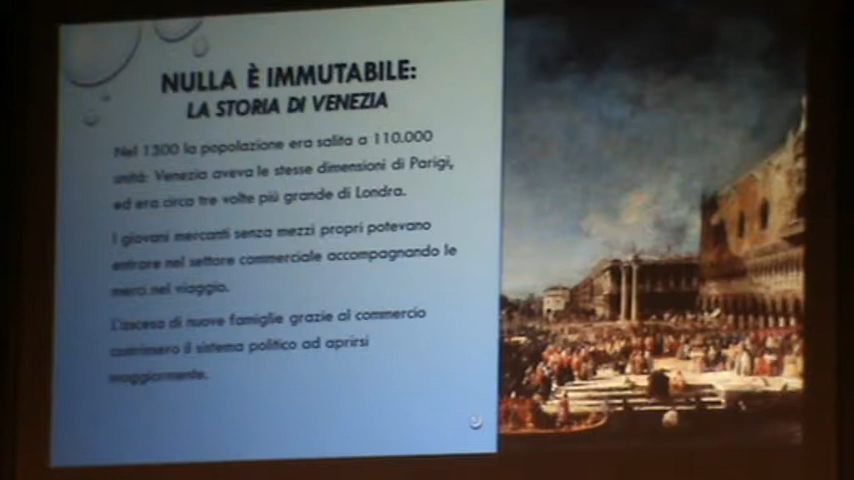 NULLA È IMMUTABILE:
LA STORIA DI VENEZIA
Nel 1300 la popolazione era salita a 110.000
unità: Venezia aveva le stesse dimensioni di Parigi,
ed era circa tre volte più grande di Londra.
I giovani mercanti senza mezzi propri potevano
entrare nel settore commerciale accompagnando le
merci nel viaggio.
L'ascesa di nuove famiglie grazie al commercio
costrinsero il sistema politico ad aprirsi
maggiormente.